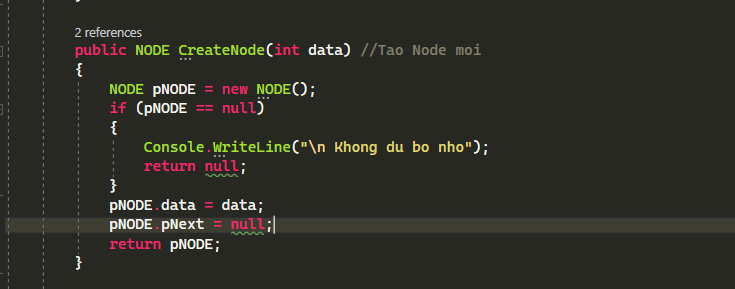 2 references
public NODE CreateNode(int data) //Tao Node moi
{
NODE pNODE = new NODE();
if (pNODE == null)
{
Console.WriteLine("\n Khong du bo nho");
return null;
}
pNODE.data = data;
pNODE.pNext = null;
return pNODE;
}